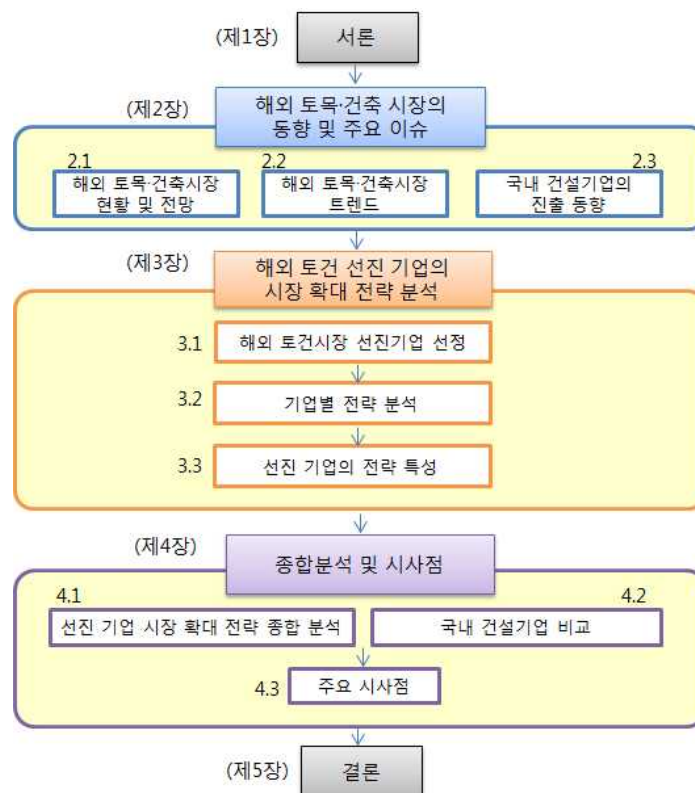 (제1장)
서론
(제2장)
해외 토목·건축 시장의
동향 및 주요 이슈
2.1
해외 토목·건축시장
현황 및 전망
2.2
해외 토목·건축시장
트렌드
2.3
국내 건설기업의
진출 동향
(제3장)
해외 토건 선진 기업의
시장 확대 전략 분석
3.1
해외 토건시장 선진기업 선정
3.2
기업별 전략 분석
3.3
선진 기업의 전략 특성
(제4장)
종합분석 및 시사점
4.1
선진 기업 시장 확대 전략 종합 분석
4.2
국내 건설기업 비교
4.3
주요 시사점
(제5장)
결론